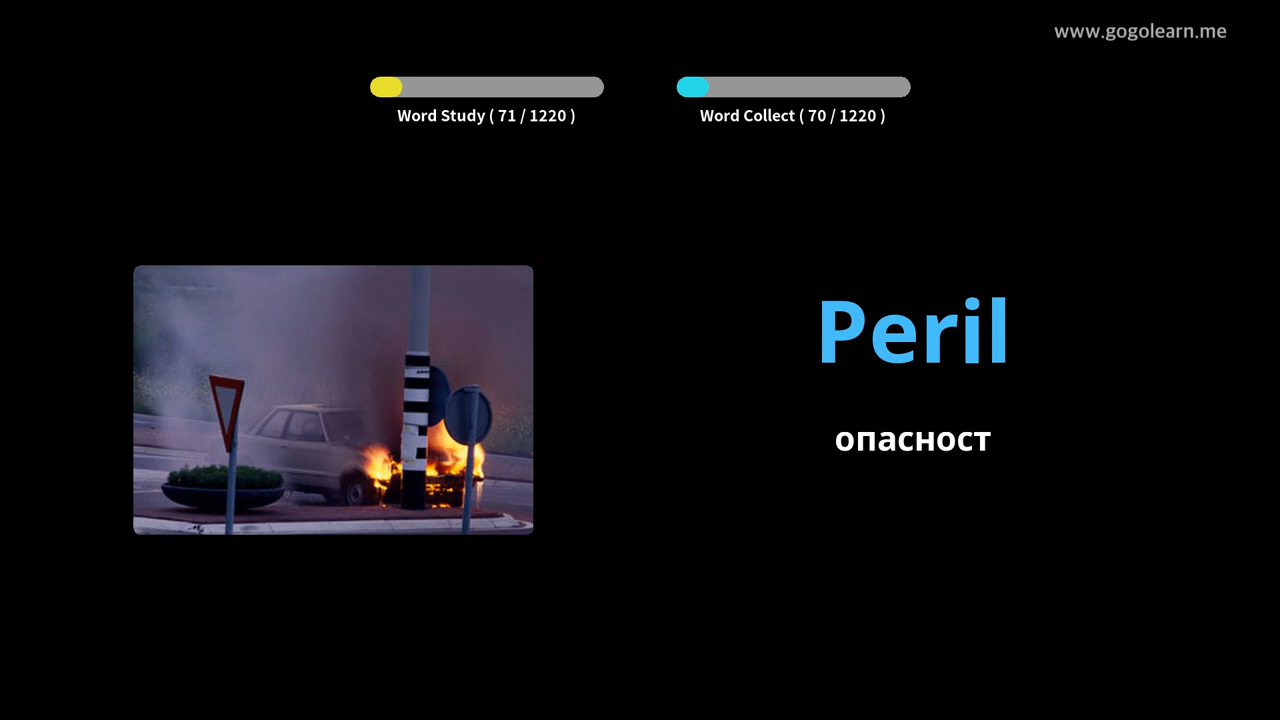 www.gogolearn.me
Word Study ( 71 / 1220 )
Word Collect ( 70 / 1220 )
Peril
опасност